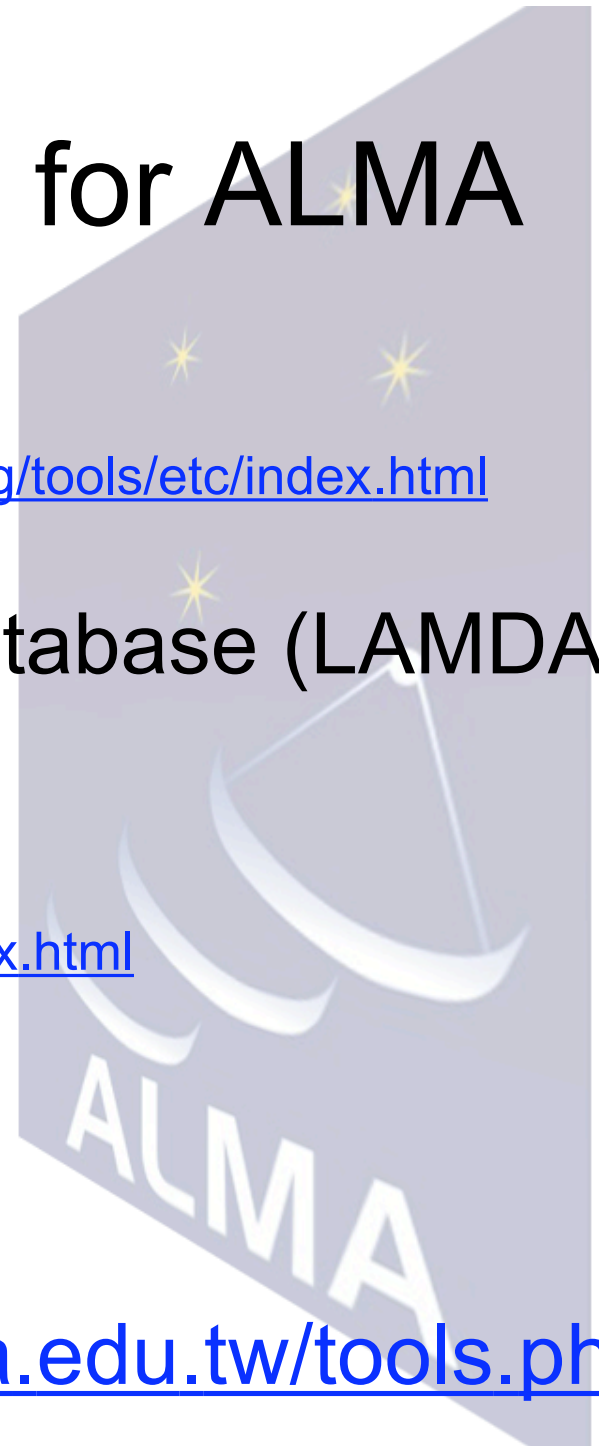 for ALMA
g/tools/etc/index.html
tabase (LAMDA
x.html
ALMA
a.edu.tw/tools.ph